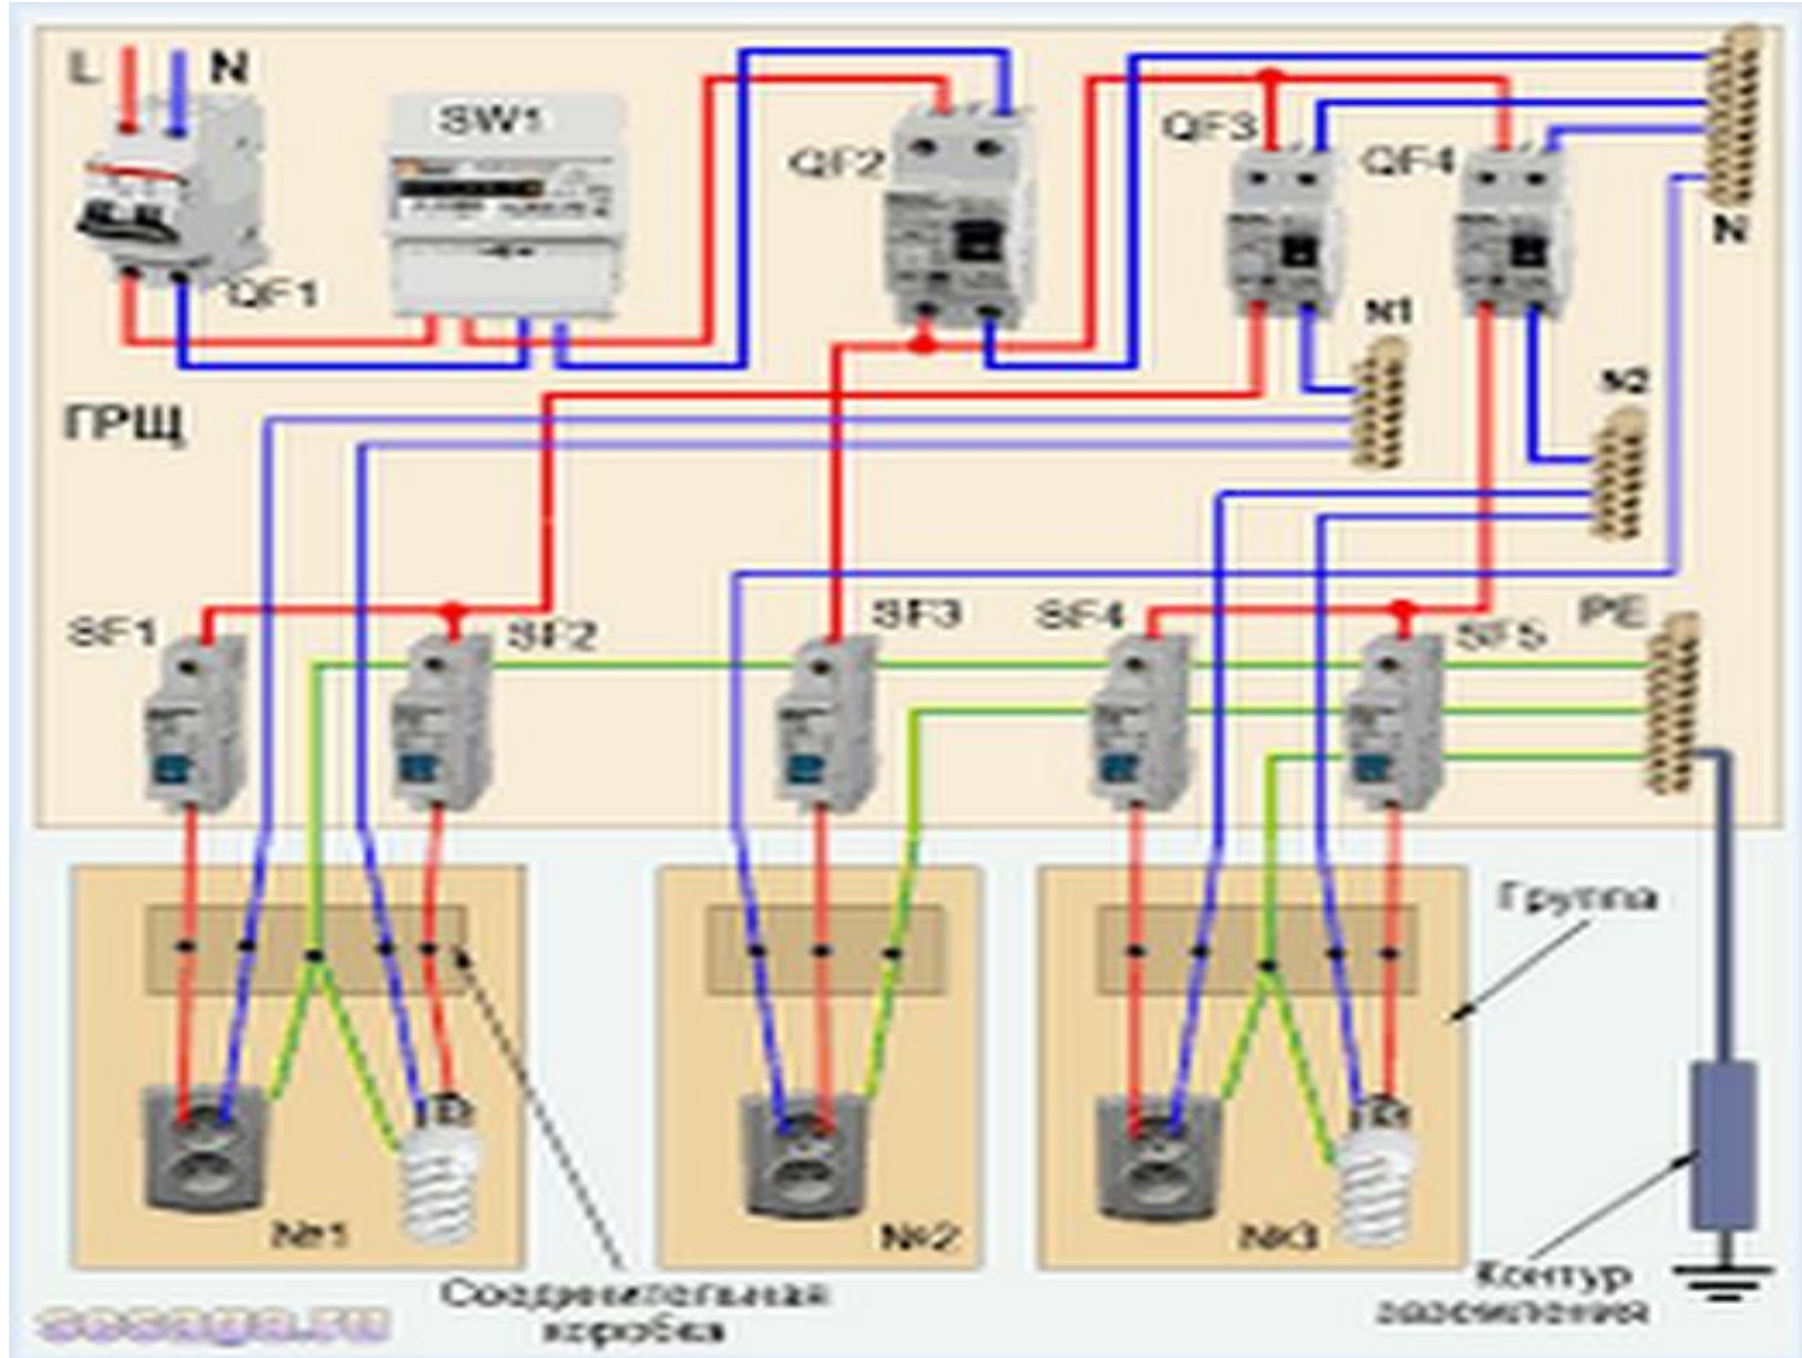 L N
SW1
QF1
QF2
QF3
QF4
N
N1
N2
ГРЩ
SF1
SF2
SF3
SF4
SF5
PE
Группа
№1
№2
№3
Соединительная
коробка
Контур
заземления